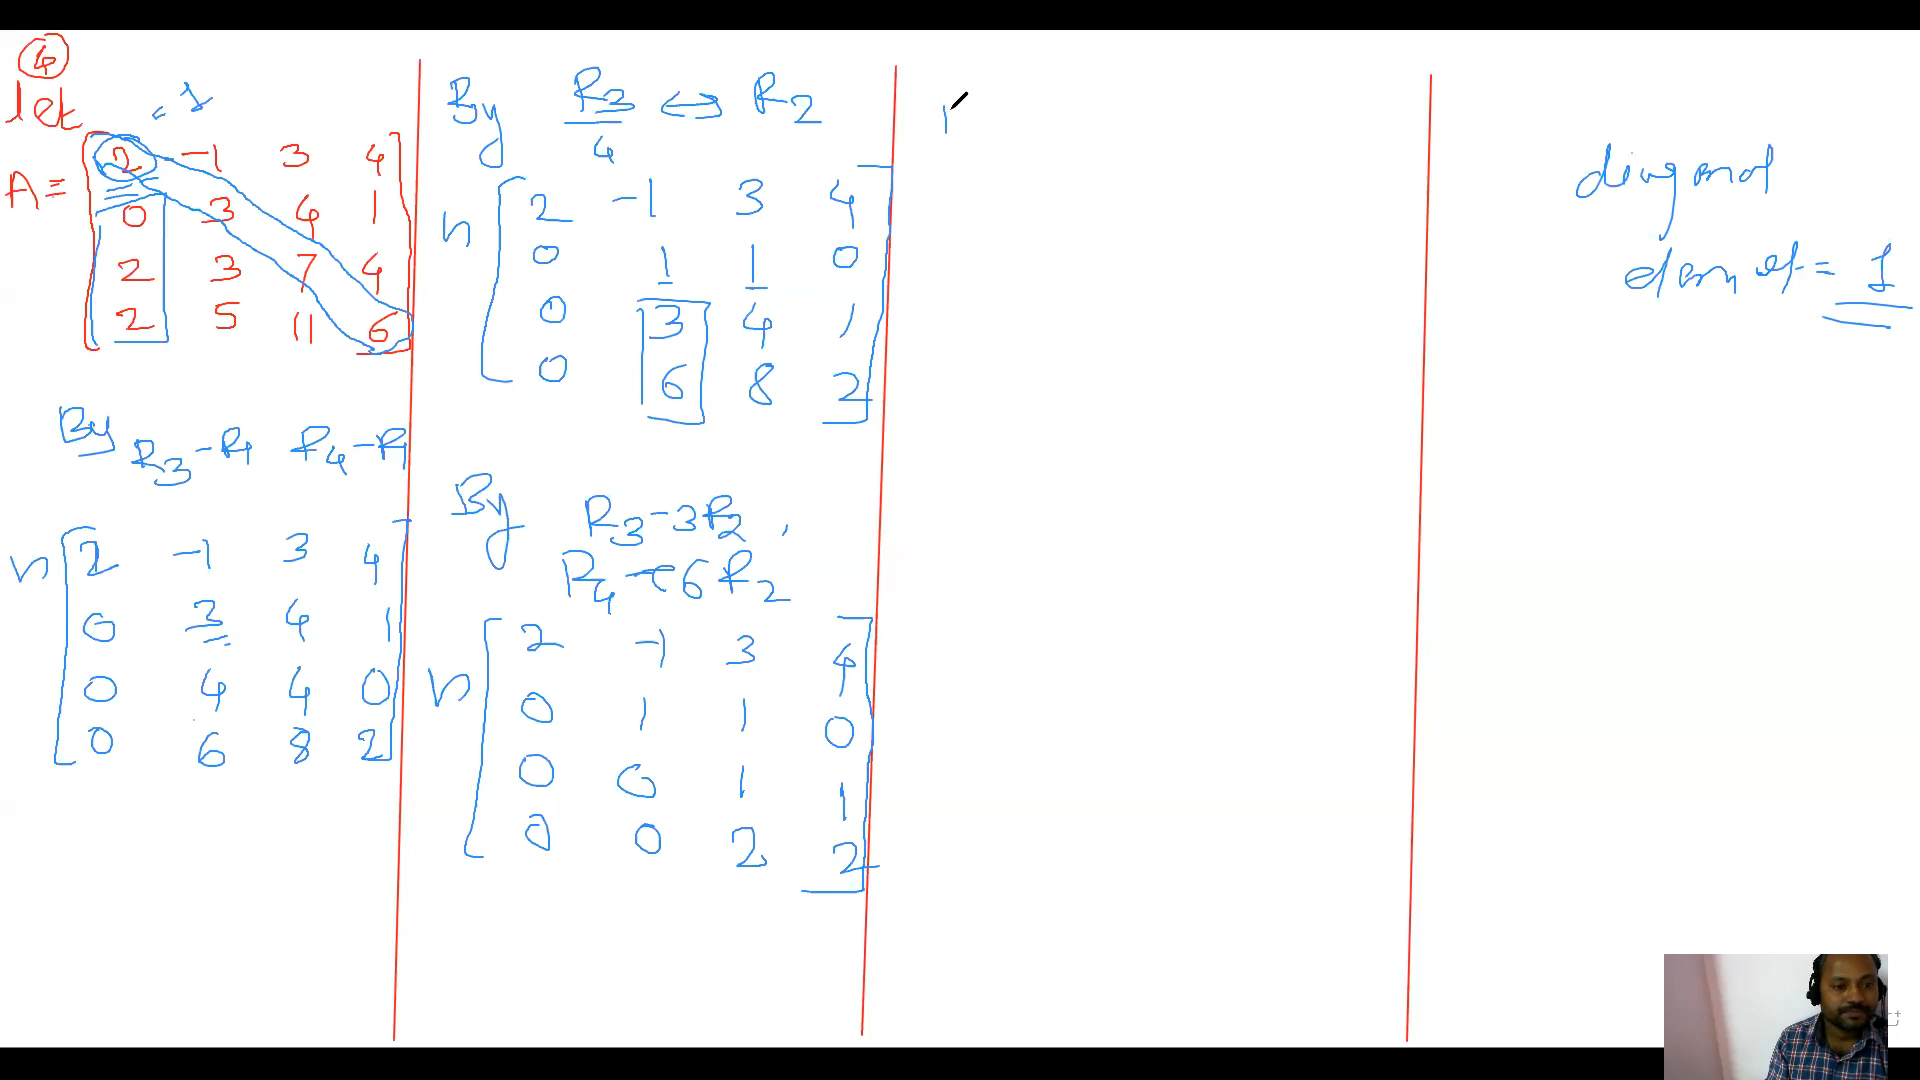 4
let
= 1
A = [ 2 -1 3 4
0 3 4 1
2 3 7 4
2 5 11 6 ]
By R3-R1 R4-R1
~ [ 2 -1 3 4
0 3 4 1
0 4 4 0
0 6 8 2 ]
By R3/4 ↔ R2
~ [ 2 -1 3 4
0 1 1 0
0 3 4 1
0 6 8 2 ]
By R3-3R2 ,
R4-6R2
~ [ 2 -1 3 4
0 1 1 0
0 0 1 1
0 0 2 2 ]
diagonal
= 1